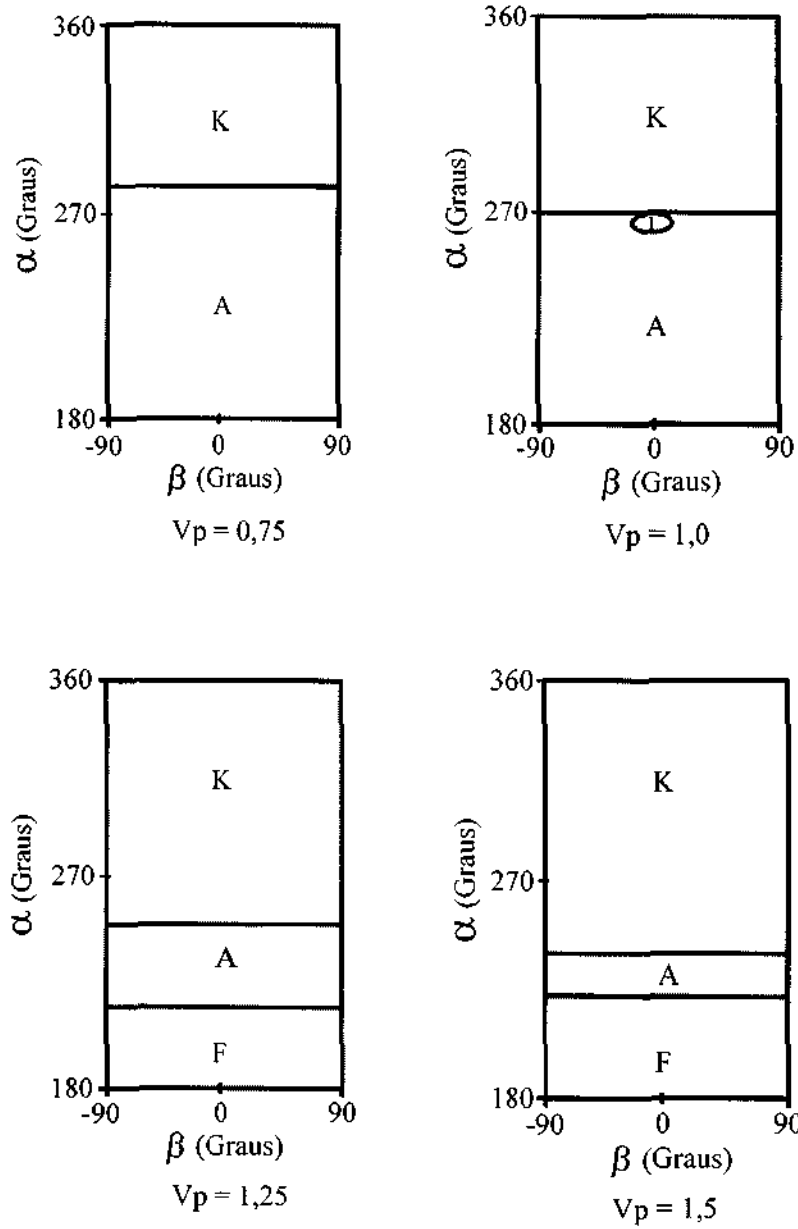 360
K
α (Graus)
270
A
180
-90 0 90
β (Graus)
Vp = 0,75
360
K
α (Graus)
270
A
180
-90 0 90
β (Graus)
Vp = 1,0
360
K
α (Graus)
270
A
F
180
-90 0 90
β (Graus)
Vp = 1,25
360
K
α (Graus)
270
A
F
180
-90 0 90
β (Graus)
Vp = 1,5